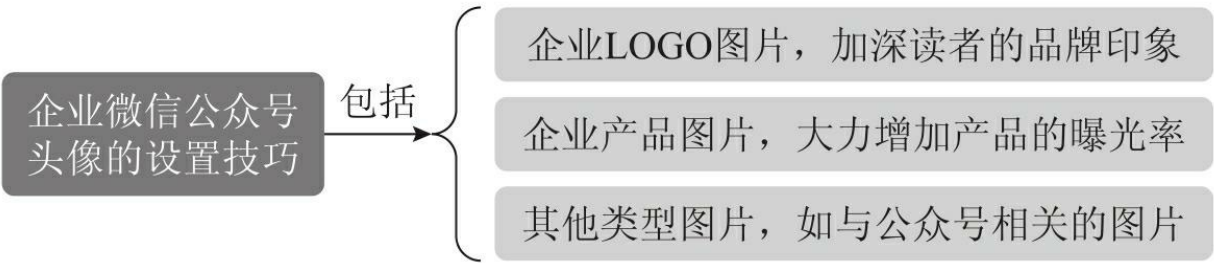 企业微信公众号
头像的设置技巧
包括
企业LOGO图片，加深读者的品牌印象
企业产品图片，大力增加产品的曝光率
其他类型图片，如与公众号相关的图片